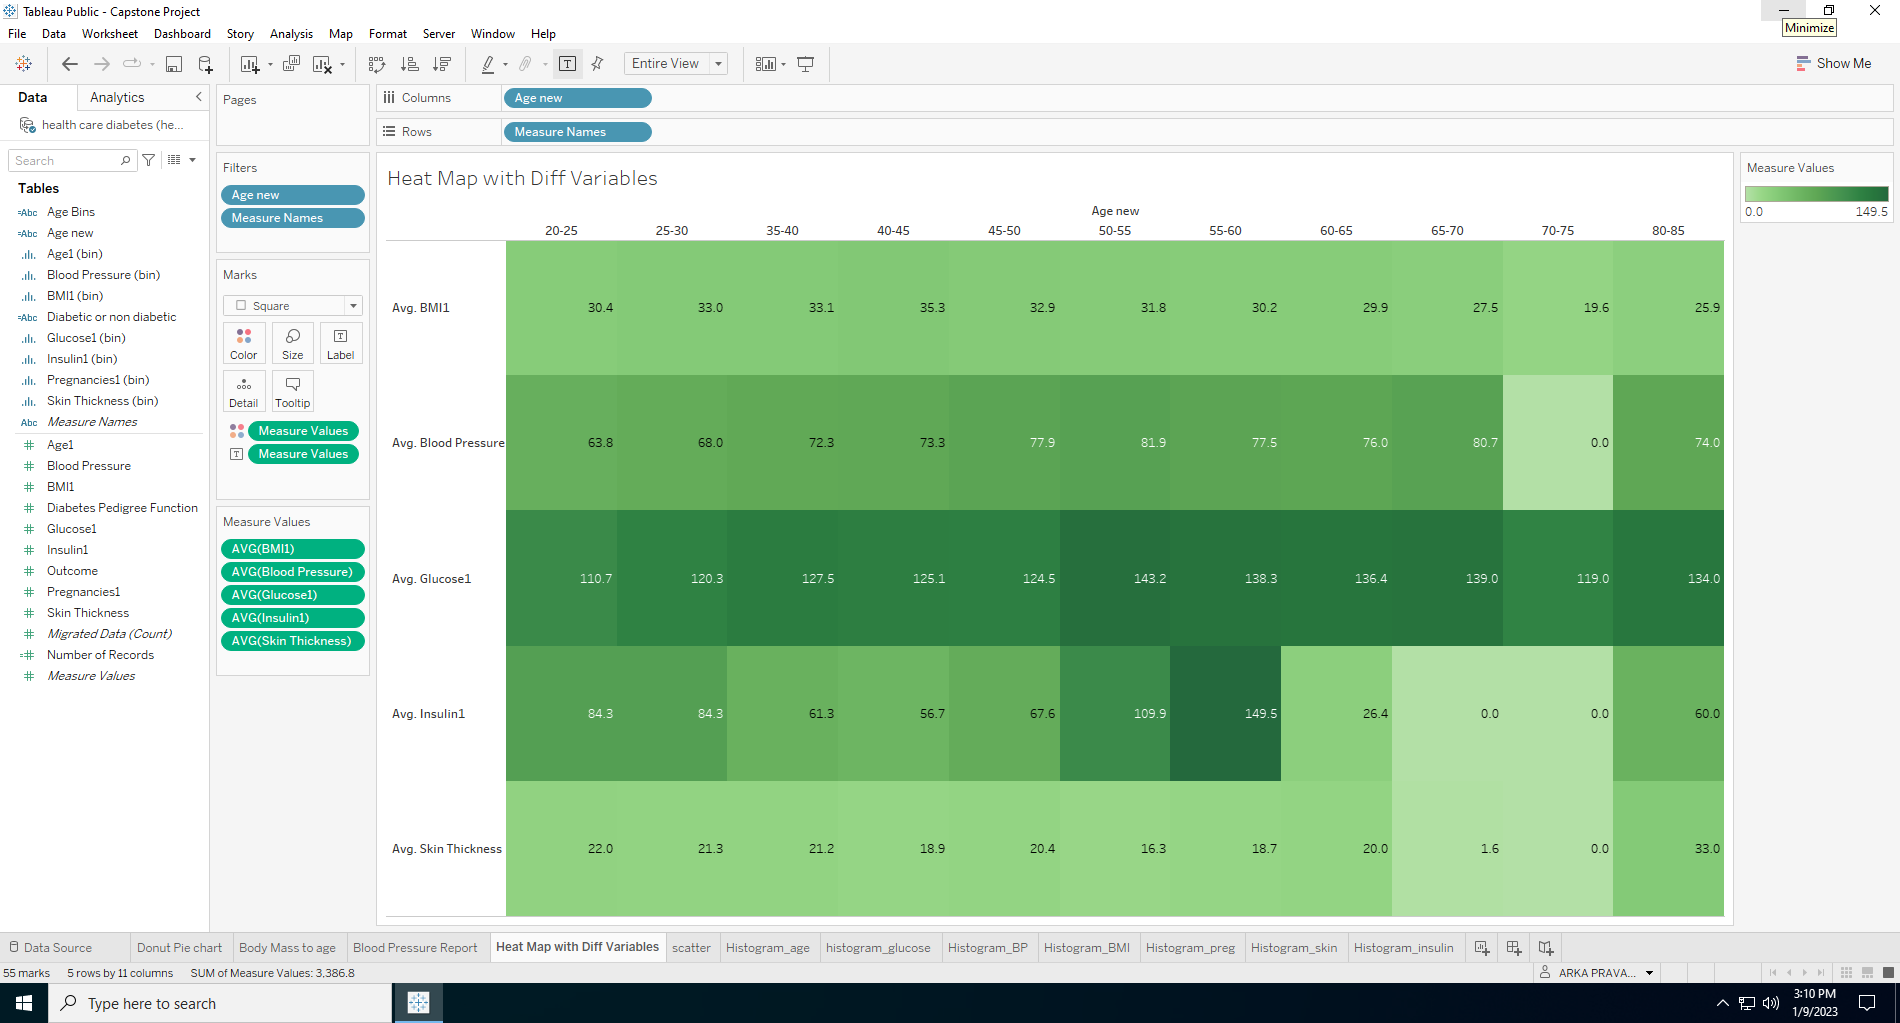 Tableau Public - Capstone Project
Minimize
File Data Worksheet Dashboard Story Analysis Map Format Server Window Help
Entire View
Show Me
Data Analytics
Pages
Columns Age new
health care diabetes (he...
Rows Measure Names
Search
Filters
Heat Map with Diff Variables
Measure Values
Tables
Age new
Measure Names
0.0 149.5
Age new
20-25 25-30 35-40 40-45 45-50 50-55 55-60 60-65 65-70 70-75 80-85
=Abc Age Bins
=Abc Age new
Age1 (bin)
Blood Pressure (bin)
BMI1 (bin)
=Abc Diabetic or non diabetic
Glucose1 (bin)
Insulin1 (bin)
Pregnancies1 (bin)
Skin Thickness (bin)
Abc Measure Names
# Age1
# Blood Pressure
# BMI1
# Diabetes Pedigree Function
# Glucose1
# Insulin1
# Outcome
# Pregnancies1
# Skin Thickness
# Migrated Data (Count)
=# Number of Records
# Measure Values
Marks
Square
Color Size T Label
Detail Tooltip
Measure Values
T Measure Values
Measure Values
AVG(BMI1)
AVG(Blood Pressure)
AVG(Glucose1)
AVG(Insulin1)
AVG(Skin Thickness)
Avg. BMI1 30.4 33.0 33.1 35.3 32.9 31.8 30.2 29.9 27.5 19.6 25.9
Avg. Blood Pressure 63.8 68.0 72.3 73.3 77.9 81.9 77.5 76.0 80.7 0.0 74.0
Avg. Glucose1 110.7 120.3 127.5 125.1 124.5 143.2 138.3 136.4 139.0 119.0 134.0
Avg. Insulin1 84.3 84.3 61.3 56.7 67.6 109.9 149.5 26.4 0.0 0.0 60.0
Avg. Skin Thickness 22.0 21.3 21.2 18.9 20.4 16.3 18.7 20.0 1.6 0.0 33.0
Data Source Donut Pie chart Body Mass to age Blood Pressure Report Heat Map with Diff Variables scatter Histogram_age histogram_glucose Histogram_BP Histogram_BMI Histogram_preg Histogram_skin Histogram_insulin
55 marks 5 rows by 11 columns SUM of Measure Values: 3,386.8
ARKA PRAVA...
Type here to search
3:10 PM
1/9/2023